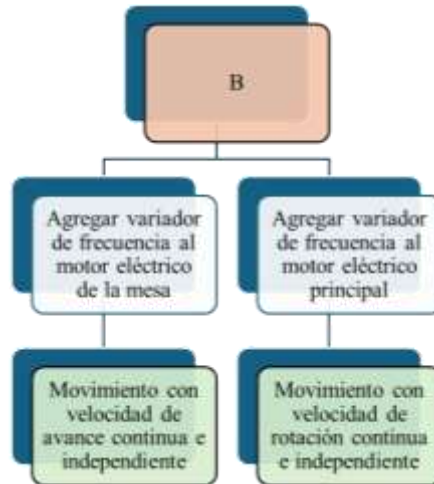 B
Agregar variador
de frecuencia al
motor eléctrico
de la mesa
Agregar variador
de frecuencia al
motor eléctrico
principal
Movimiento con
velocidad de
avance continua e
independiente
Movimiento con
velocidad de
rotación continua
e independiente